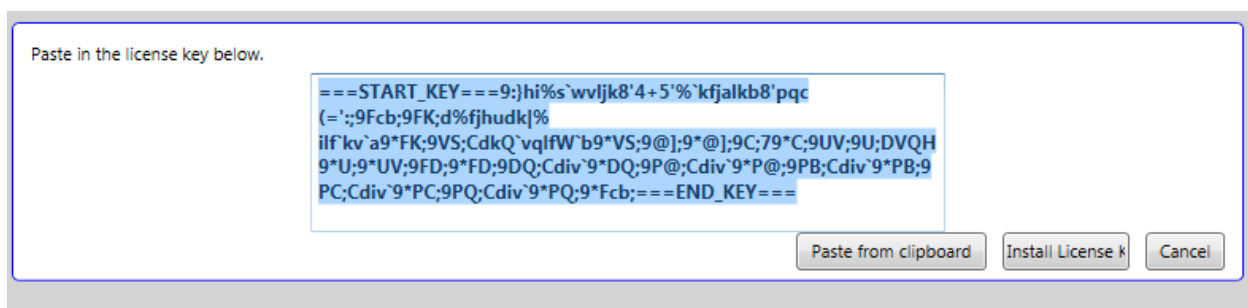 Paste in the license key below.
===START_KEY===9:}hi%s`wvljk8'4+5'%`kfjalkb8'pqc
(=':;9Fcb;9FK;d%fjhudk|%
ilf`kv`a9*FK;9VS;CdkQ`vqlfW`b9*VS;9@];9*@];9C;79*C;9UV;9U;DVQH
9*U;9*UV;9FD;9*FD;9DQ;Cdiv`9*DQ;9P@;Cdiv`9*P@;9PB;Cdiv`9*PB;9
PC;Cdiv`9*PC;9PQ;Cdiv`9*PQ;9*Fcb;===END_KEY===
Paste from clipboard
Install License K
Cancel